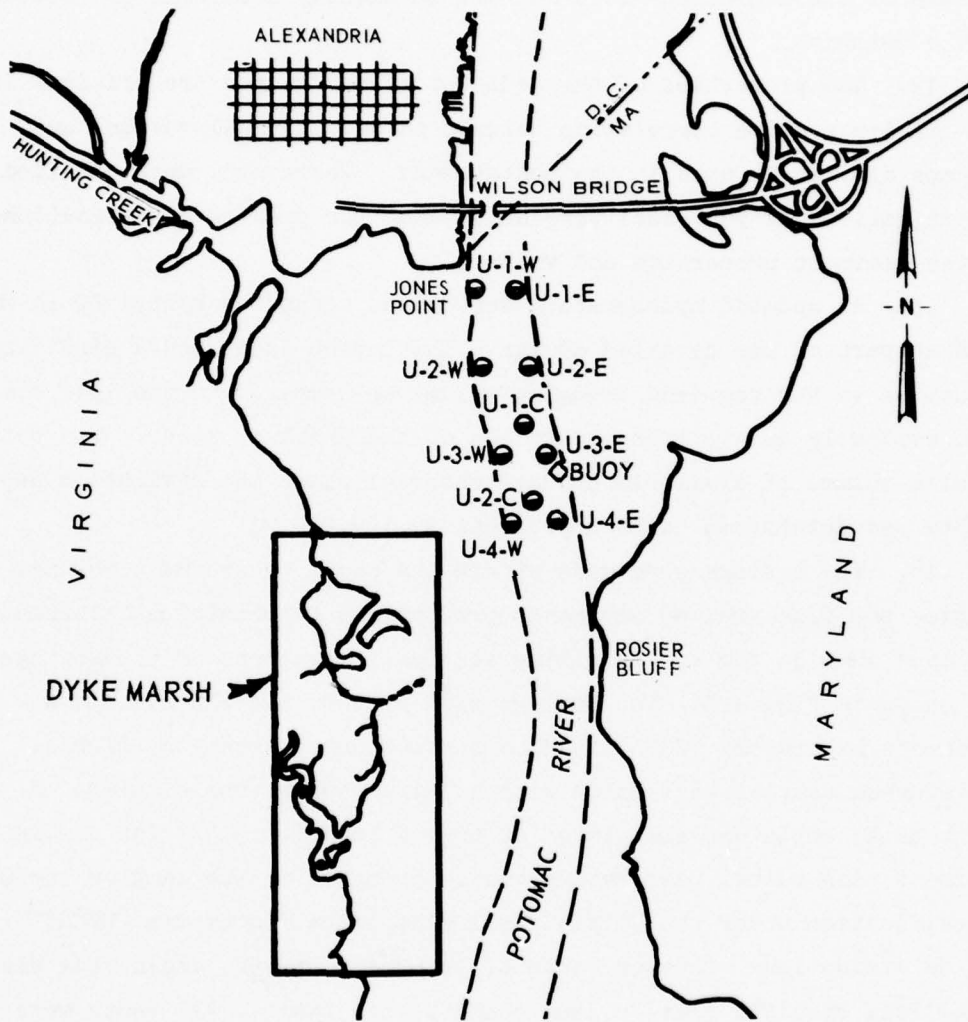 ALEXANDRIA
D.C.
MA
HUNTING CREEK
WILSON BRIDGE
U-1-W
JONES
POINT
U-1-E
N
U-2-W
U-2-E
U-1-C
U-3-W
U-3-E
BUOY
U-2-C
U-4-E
U-4-W
VIRGINIA
MARYLAND
ROSIER
BLUFF
DYKE MARSH
POTOMAC RIVER